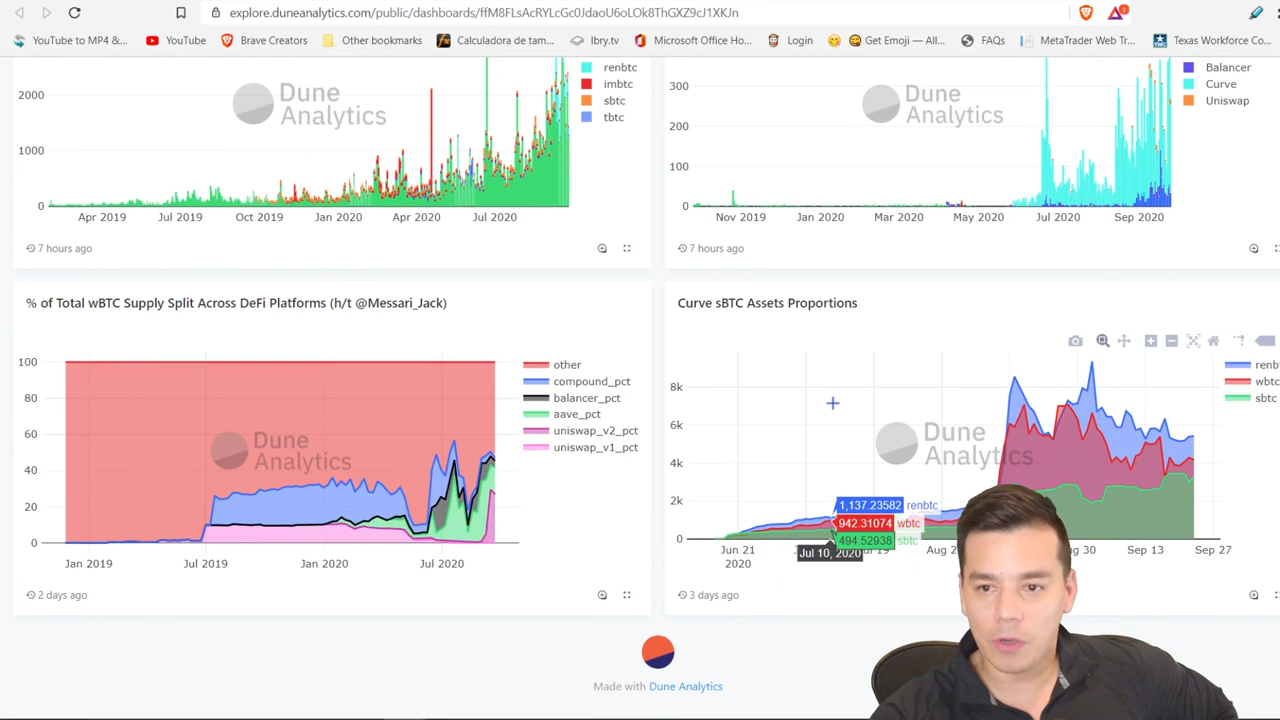 explore.duneanalytics.com/public/dashboards/ffM8FLsAcRYLcGc0JdaoU6oLOk8ThGXZ9cJ1XKJn
3
YouTube to MP4 &... YouTube Brave Creators Other bookmarks Calculadora de tam... lbry.tv Microsoft Office Ho... Login Get Emoji — All... FAQs MetaTrader Web Tr... Texas Workforce Co...
renbtc
imbtc
sbtc
tbtc
2000
1000
0
Dune
Analytics
Apr 2019 Jul 2019 Oct 2019 Jan 2020 Apr 2020 Jul 2020
7 hours ago
Balancer
Curve
Uniswap
300
200
100
0
Dune
Analytics
Nov 2019 Jan 2020 Mar 2020 May 2020 Jul 2020 Sep 2020
7 hours ago
% of Total wBTC Supply Split Across DeFi Platforms (h/t @Messari_Jack)
100
80
60
40
20
0
Dune
Analytics
other
compound_pct
balancer_pct
aave_pct
uniswap_v2_pct
uniswap_v1_pct
Jan 2019 Jul 2019 Jan 2020 Jul 2020
2 days ago
Curve sBTC Assets Proportions
8k
6k
4k
2k
0
Dune
Analytics
renb
wbtc
sbtc
1,137.23582 renbtc
942.31074 wbtc
494.52938 sbtc
Jul 10, 2020
Jun 21
2020
Sep 13 Sep 27
3 days ago
Made with Dune Analytics